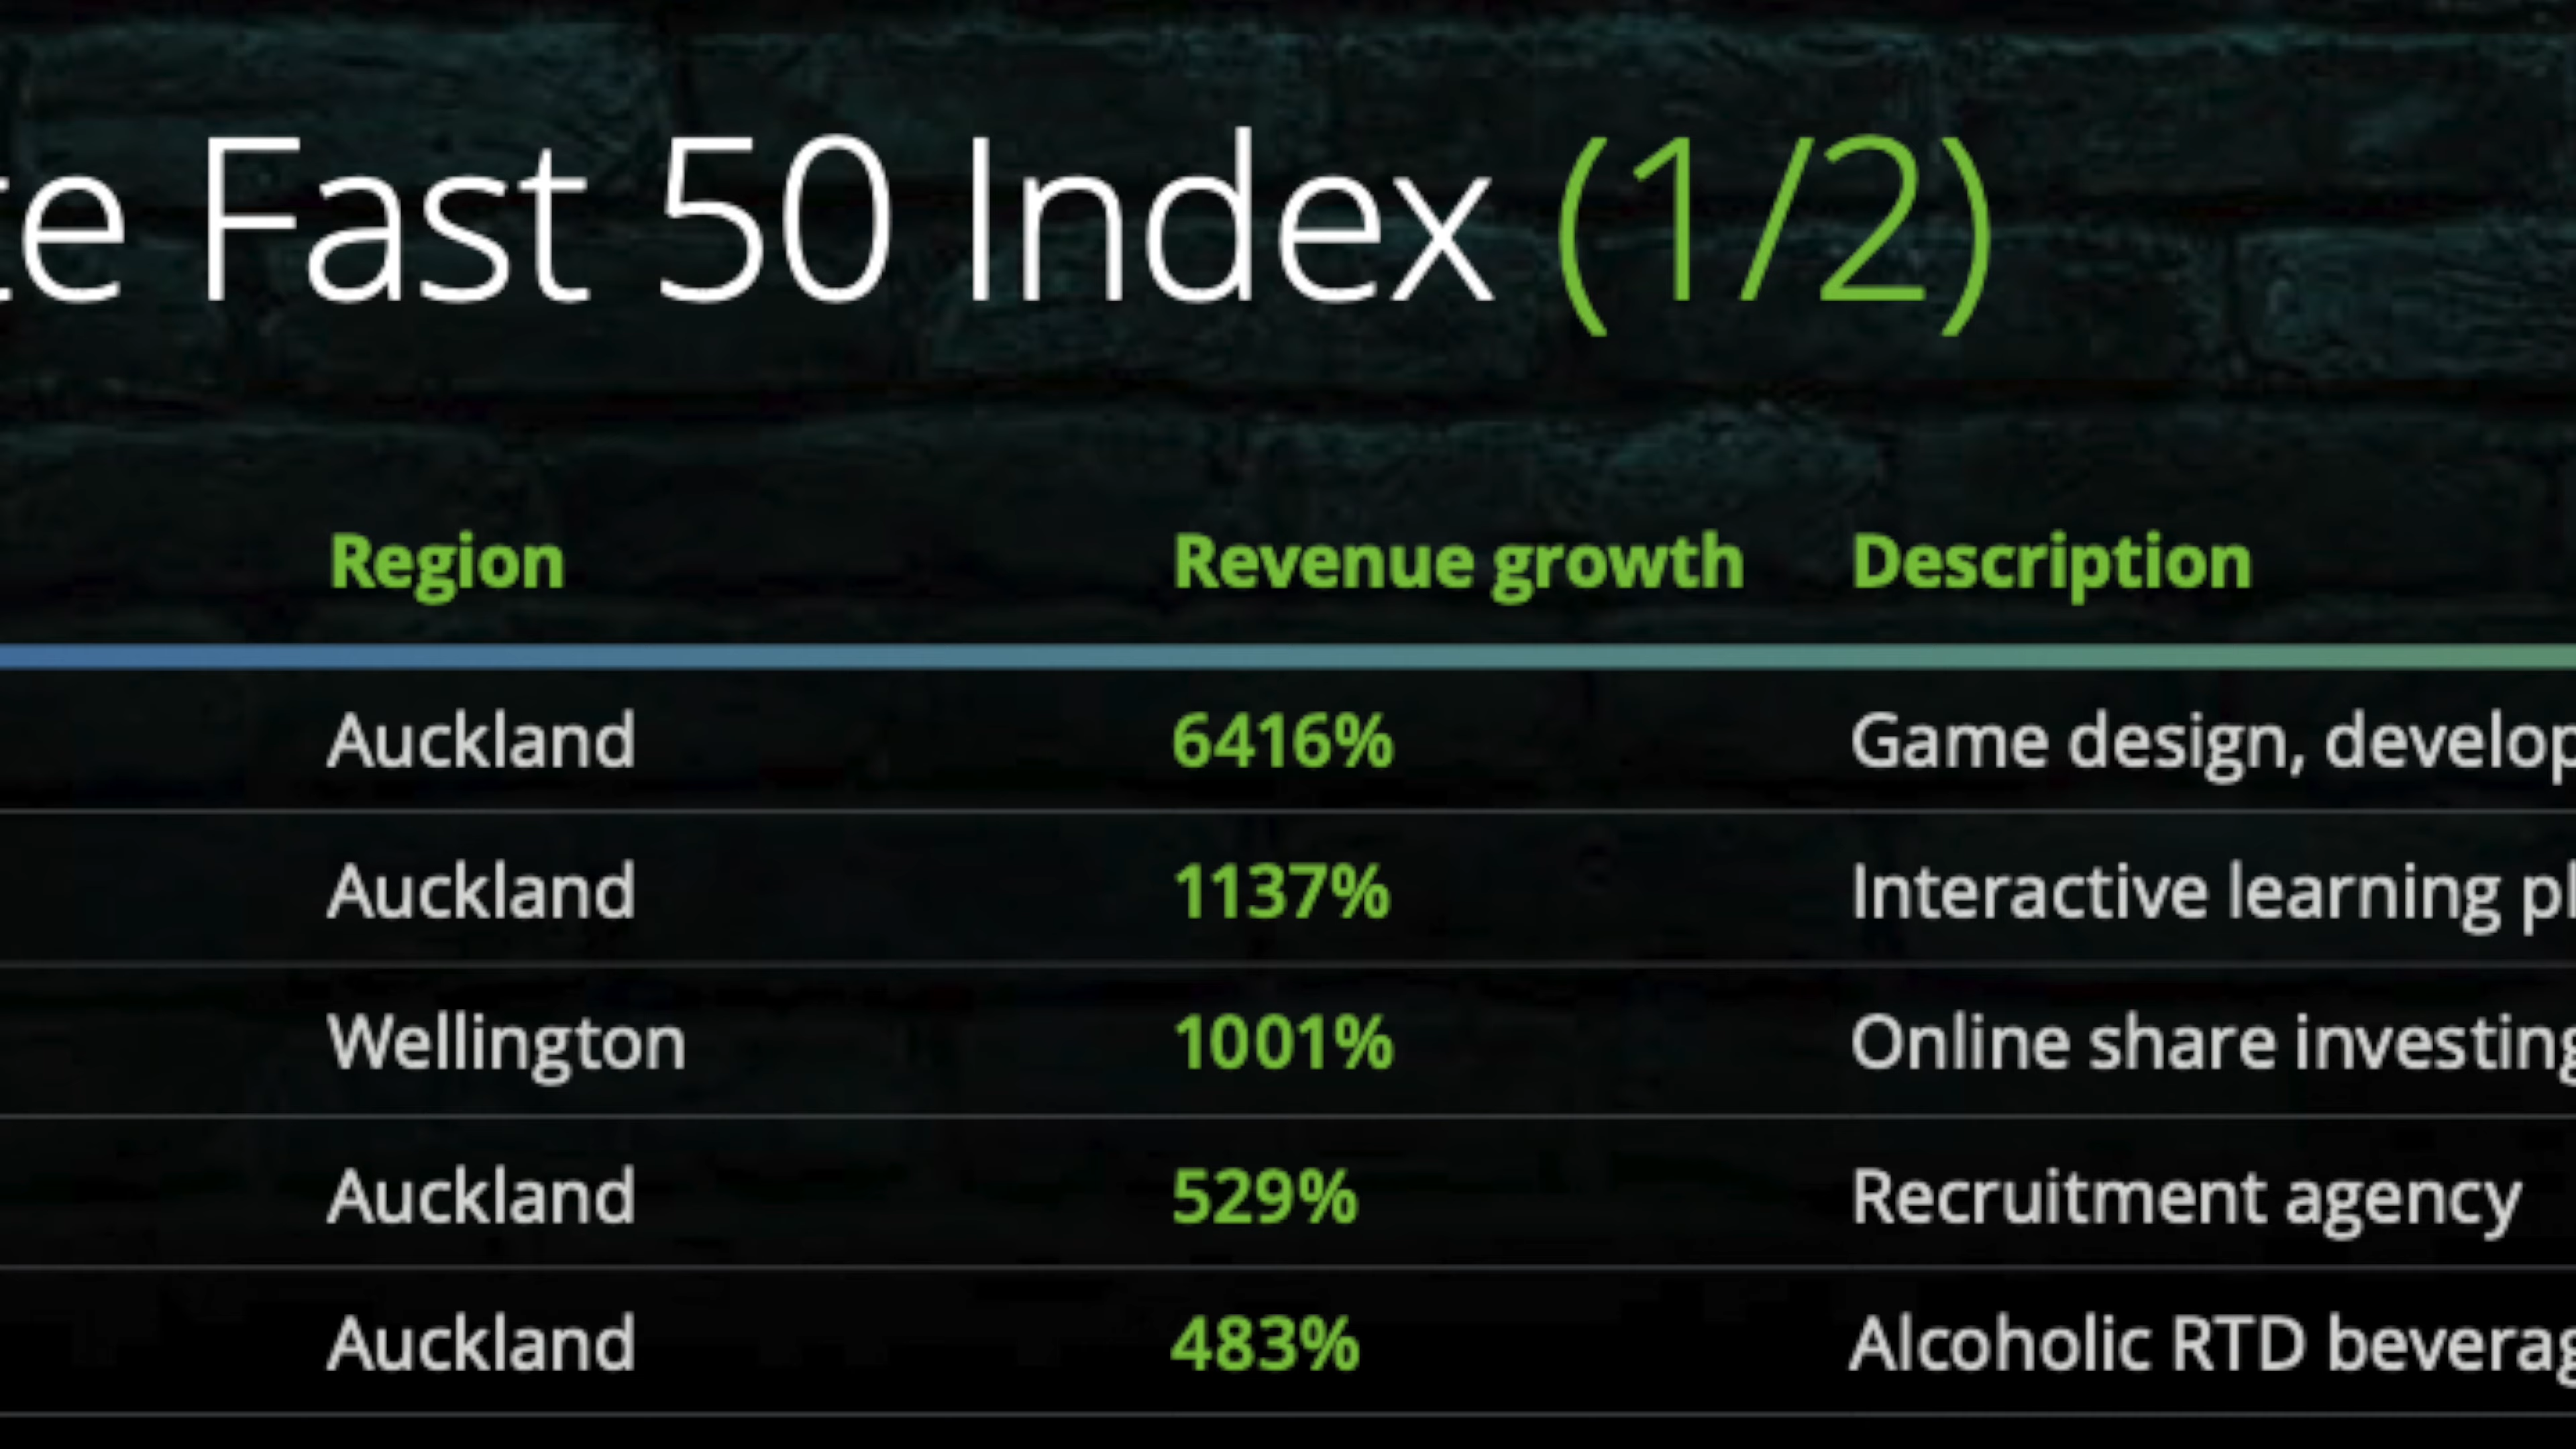 te Fast 50 Index (1/2)
Region Revenue growth Description
Auckland 6416% Game design, develop
Auckland 1137% Interactive learning pl
Wellington 1001% Online share investing
Auckland 529% Recruitment agency
Auckland 483% Alcoholic RTD beverag